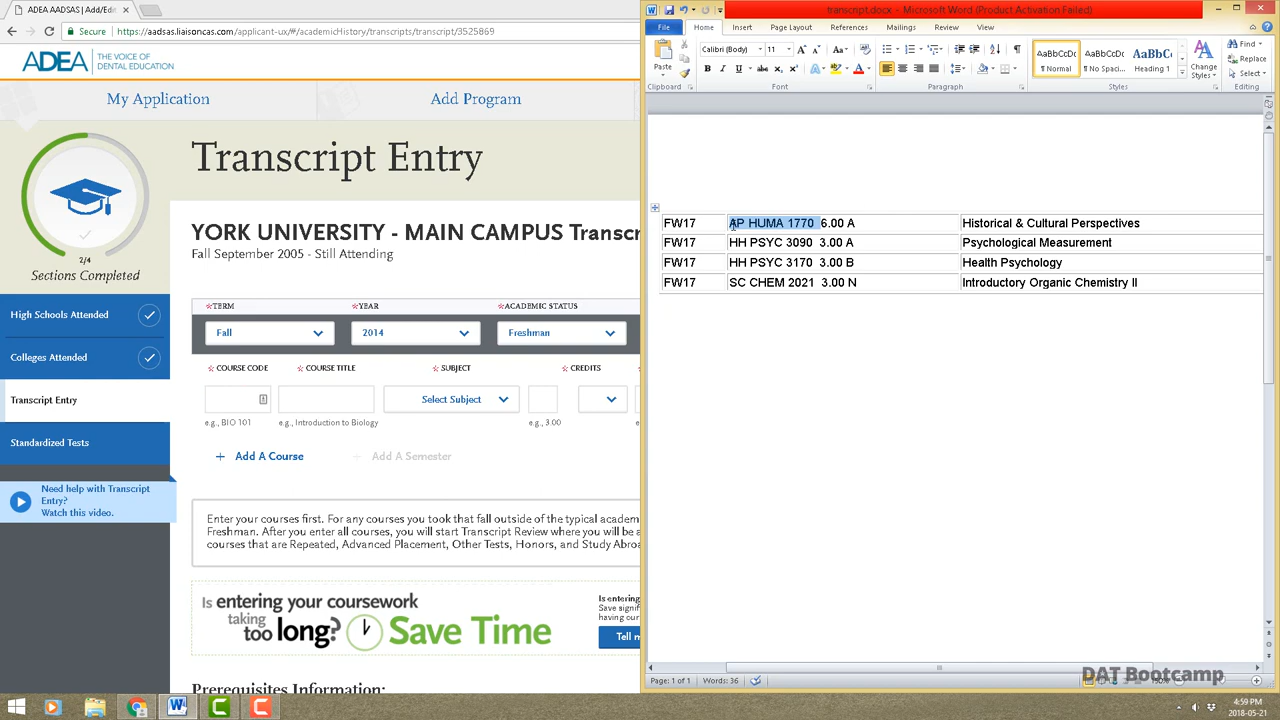 ADEA AADSAS | Add/Edi
Secure
https://aadsas.liaisoncas.com/applicant-ux/#/academicHistory/transcripts/transcript/3525869
ADEA THE VOICE OF
DENTAL EDUCATION
My Application
Add Program
2/4
Sections Completed
High Schools Attended
Colleges Attended
Transcript Entry
Standardized Tests
Need help with Transcript
Entry?
Watch this video.
Transcript Entry
YORK UNIVERSITY - MAIN CAMPUS Transcr
Fall September 2005 - Still Attending
*TERM *YEAR *ACADEMIC STATUS
Fall 2014 Freshman
* COURSE CODE * COURSE TITLE * SUBJECT * CREDITS
Select Subject
e.g., BIO 101 e.g., Introduction to Biology e.g., 3.00
+ Add A Course + Add A Semester
Enter your courses first. For any courses you took that fall outside of the typical academ
Freshman. After you enter all courses, you will start Transcript Review where you will be a
courses that are Repeated, Advanced Placement, Other Tests, Honors, and Study Abro
Is entering your coursework
taking
too long? Save Time
Is entering
Save signif
having our
Tell m
Prerequisites Information:
transcript.docx - Microsoft Word (Product Activation Failed)
File Home Insert Page Layout References Mailings Review View
Paste
Calibri (Body) 11
AaBbCcDc AaBbCcDc AaBbC
¶ Normal ¶ No Spaci... Heading 1
Change
Styles
Find
Replace
Select
Clipboard Font Paragraph Styles Editing
FW17 AP HUMA 1770 6.00 A Historical & Cultural Perspectives
FW17 HH PSYC 3090 3.00 A Psychological Measurement
FW17 HH PSYC 3170 3.00 B Health Psychology
FW17 SC CHEM 2021 3.00 N Introductory Organic Chemistry II
Page: 1 of 1 Words: 36
DAT Bootcamp
4:59 PM
2018-05-21